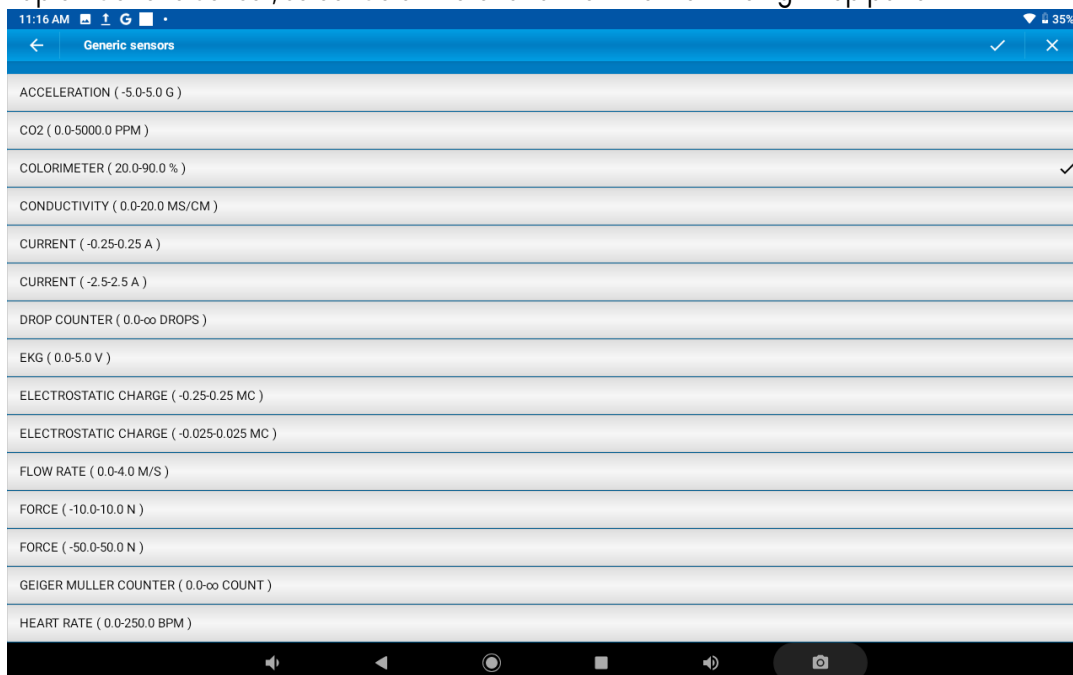 11:16 AM G 35%
Generic sensors
ACCELERATION ( -5.0-5.0 G )
CO2 ( 0.0-5000.0 PPM )
COLORIMETER ( 20.0-90.0 % )
CONDUCTIVITY ( 0.0-20.0 MS/CM )
CURRENT ( -0.25-0.25 A )
CURRENT ( -2.5-2.5 A )
DROP COUNTER ( 0.0-∞ DROPS )
EKG ( 0.0-5.0 V )
ELECTROSTATIC CHARGE ( -0.25-0.25 MC )
ELECTROSTATIC CHARGE ( -0.025-0.025 MC )
FLOW RATE ( 0.0-4.0 M/S )
FORCE ( -10.0-10.0 N )
FORCE ( -50.0-50.0 N )
GEIGER MULLER COUNTER ( 0.0-∞ COUNT )
HEART RATE ( 0.0-250.0 BPM )